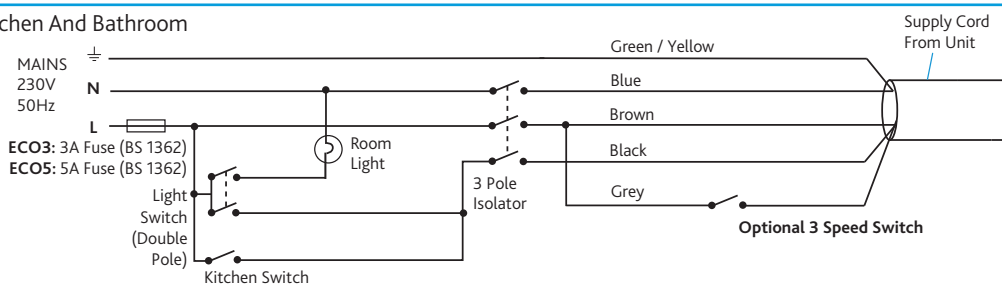 chen And Bathroom
Supply Cord
From Unit
MAINS
230V
50Hz
Green / Yellow
N
Blue
L
Brown
ECO3: 3A Fuse (BS 1362)
ECO5: 5A Fuse (BS 1362)
Room
Light
Black
Light
Switch
(Double
Pole)
3 Pole
Isolator
Grey
Optional 3 Speed Switch
Kitchen Switch